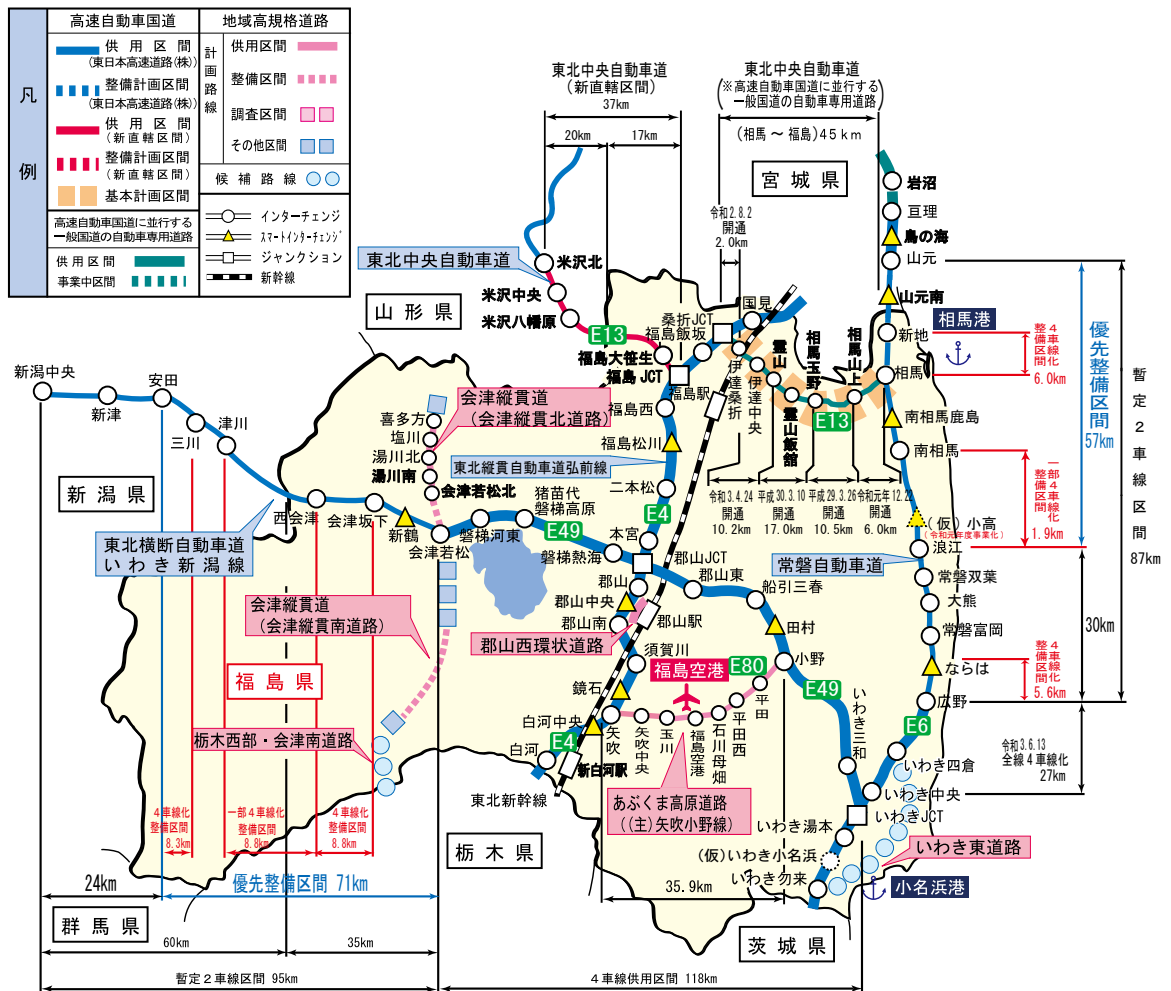 凡
例
高速自動車国道
供用区間
(東日本高速道路(株))
整備計画区間
(東日本高速道路(株))
供用区間
(新直轄区間)
整備計画区間
(新直轄区間)
基本計画区間
高速自動車国道に並行する
一般国道の自動車専用道路
供用区間
事業中区間
地域高規格道路
計画路線
供用区間
整備区間
調査区間
その他区間
候補路線
インターチェンジ
スマートインターチェンジ
ジャンクション
新幹線
東北中央自動車道
(新直轄区間)
37km
20km
17km
東北中央自動車道
(※高速自動車国道に並行する
一般国道の自動車専用道路)
(相馬〜福島)45km
宮城県
令和2.8.2
開通
2.0km
岩沼
亘理
鳥の海
山元
山元南
相馬港
新地
相馬
南相馬鹿島
南相馬
(仮)小高
(令和元年度事業化)
浪江
常磐自動車道
常磐双葉
大熊
常磐富岡
ならは
広野
E6
いわき四倉
いわき中央
いわきJCT
いわき湯本
(仮)いわき小名浜
いわき勿来
小名浜港
いわき東道路
4車線化
整備区間
6.0km
優先整備区間
57km
暫定2車線区間
87km
一部4車線化
整備区間
1.9km
30km
4車線化
整備区間
5.6km
令和3.6.13
全線4車線化
27km
東北中央自動車道
米沢北
米沢中央
米沢八幡原
E13
山形県
福島大笹生
福島JCT
福島飯坂
桑折JCT
国見
福島駅
伊達桑折
伊達中央
霊山
霊山飯舘
相馬玉野
相馬山上
E13
令和3.4.24
開通
10.2km
平成30.3.10
開通
17.0km
平成29.3.26
開通
10.5km
令和元年12.22
開通
6.0km
福島西
福島松川
東北縦貫自動車道弘前線
二本松
E4
本宮
郡山JCT
郡山
郡山中央
郡山南
郡山駅
郡山西環状道路
須賀川
鏡石
矢吹
白河中央
白河
E4
新白河駅
東北新幹線
新潟中央
新津
安田
三川
津川
新潟県
西会津
会津坂下
新鶴
会津若松
東北横断自動車道
いわき新潟線
喜多方
塩川
湯川北
湯川南
会津若松北
会津縦貫道
(会津縦貫北道路)
猪苗代
磐梯高原
磐梯河東
E49
磐梯熱海
郡山東
船引三春
田村
小野
E49
いわき三和
会津縦貫道
(会津縦貫南道路)
福島県
栃木西部・会津南道路
福島空港
E80
矢吹中央
玉川
福島空港
石川母畑
平田西
平田
あぶくま高原道路
((主)矢吹小野線)
35.9km
4車線化
整備区間
8.3km
一部4車線化
整備区間
8.8km
4車線化
整備区間
8.8km
24km
優先整備区間 71km
群馬県
栃木県
茨城県
60km
35km
暫定2車線区間 95km
4車線供用区間 118km